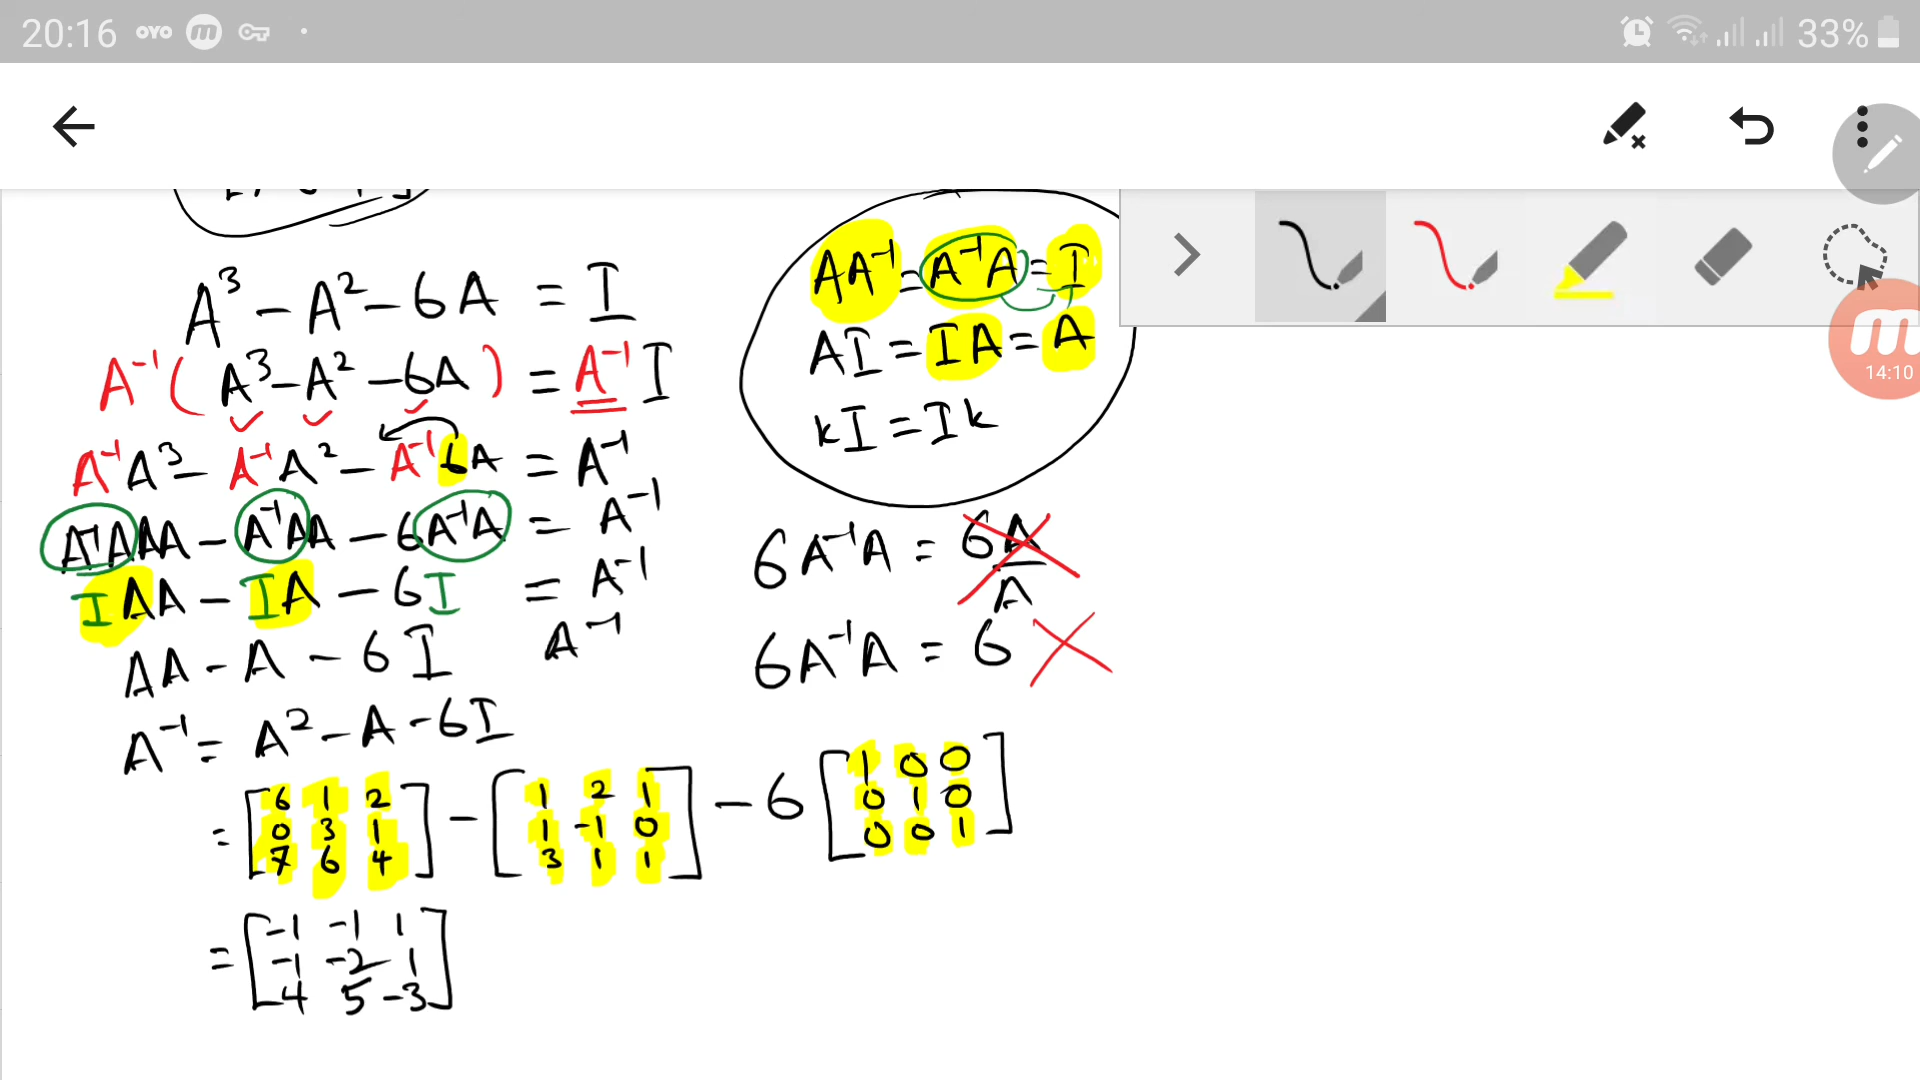 20:16 OVO m 33%
A³ - A² - 6A = I
A⁻¹( A³ - A² - 6A ) = A⁻¹ I
A⁻¹A³ - A⁻¹A² - A⁻¹6A = A⁻¹
A⁻¹AAA - A⁻¹AA - 6A⁻¹A = A⁻¹
IAA - IA - 6I = A⁻¹
AA - A - 6I A⁻¹
A⁻¹ = A² - A - 6I
= [6 1 2 - [1 2 1 - 6 [1 0 0
0 3 1 1 -1 0 0 1 0
7 6 4] 3 1 1] 0 0 1]
= [-1 -1 1
-1 -2 1
4 5 -3]
AA⁻¹ = A⁻¹A = I
AI = IA = A
kI = Ik
6A⁻¹A = 6A
A
6A⁻¹A = 6
m
14:10